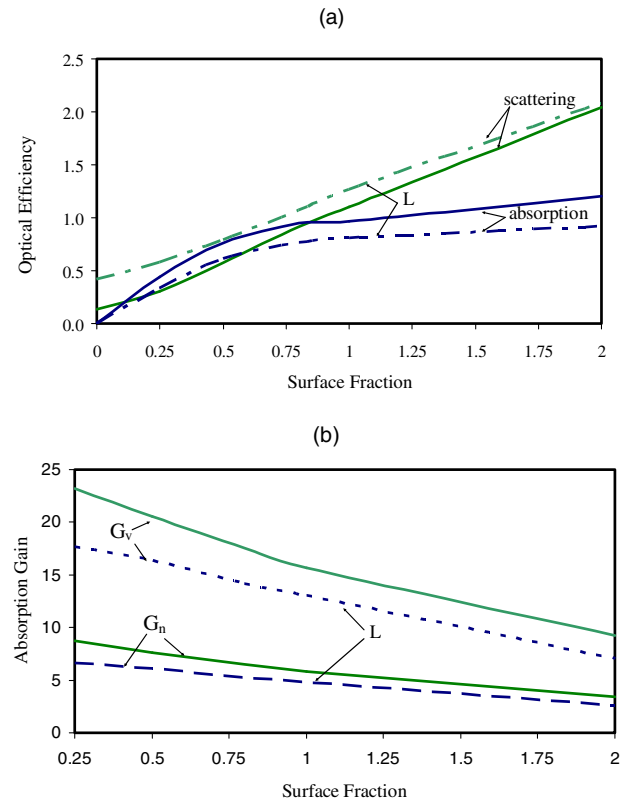 (a)
2.5
2.0
1.5
1.0
0.5
0.0
Optical Efficiency
scattering
L
absorption
0 0.25 0.5 0.75 1 1.25 1.5 1.75 2
Surface Fraction
(b)
25
20
15
10
5
0
Absorption Gain
Gv
Gn
L
0.25 0.5 0.75 1 1.25 1.5 1.75 2
Surface Fraction